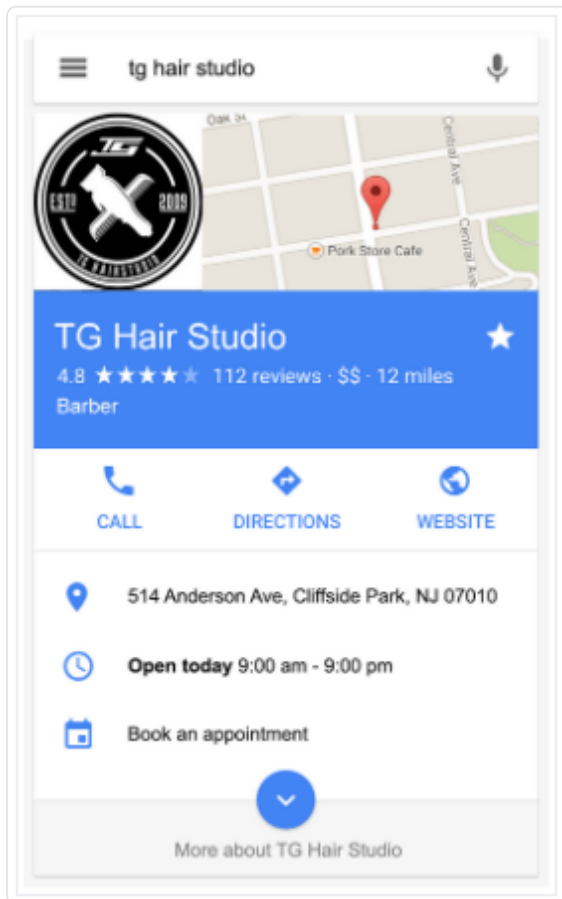 tg hair studio
Oak St
Central Ave
Central Ave
TG
ESTD 2009
TG HAIRSTUDIO
Pork Store Cafe
TG Hair Studio
4.8 ★★★★★ 112 reviews · $$ · 12 miles
Barber
CALL DIRECTIONS WEBSITE
514 Anderson Ave, Cliffside Park, NJ 07010
Open today 9:00 am - 9:00 pm
Book an appointment
More about TG Hair Studio